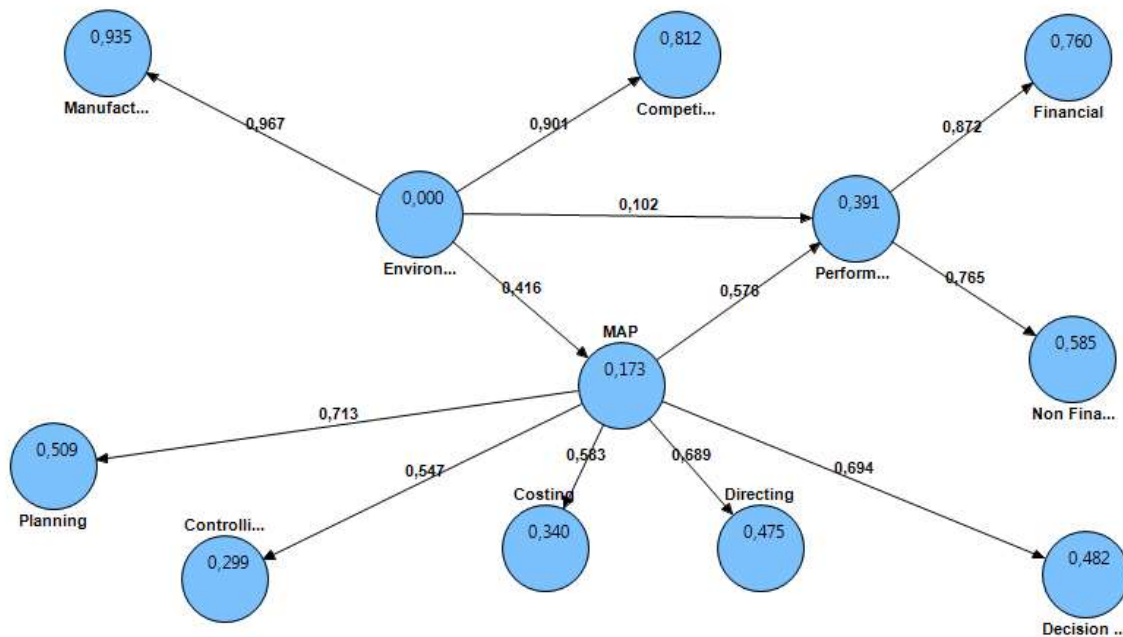 0,935
Manufact...
0,812
Competi...
0,760
Financial
0,967
0,901
0,872
0,000
Environ...
0,102
0,391
Perform...
0,416
0,576
0,765
MAP
0,173
0,585
Non Fina...
0,713
0,547
0,583
0,689
0,694
0,509
Planning
Controlli...
0,299
Costing
0,340
Directing
0,475
0,482
Decision ...